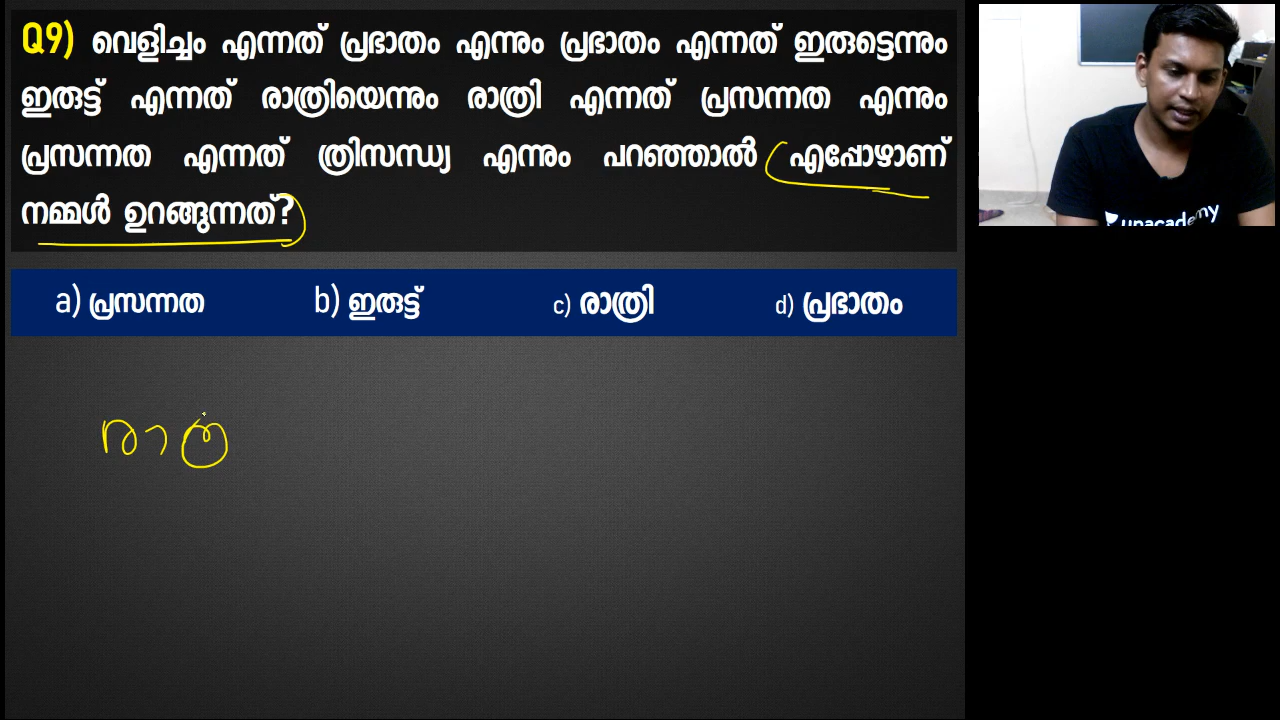 Q9) വെളിച്ചം എന്നത് പ്രഭാതം എന്നും പ്രഭാതം എന്നത് ഇരുട്ടെന്നും
ഇരുട്ട് എന്നത് രാത്രിയെന്നും രാത്രി എന്നത് പ്രസന്നത എന്നും
പ്രസന്നത എന്നത് ത്രിസന്ധ്യ എന്നും പറഞ്ഞാൽ എപ്പോഴാണ്
നമ്മൾ ഉറങ്ങുന്നത്?
a) പ്രസന്നത b) ഇരുട്ട് c) രാത്രി d) പ്രഭാതം
unacademy